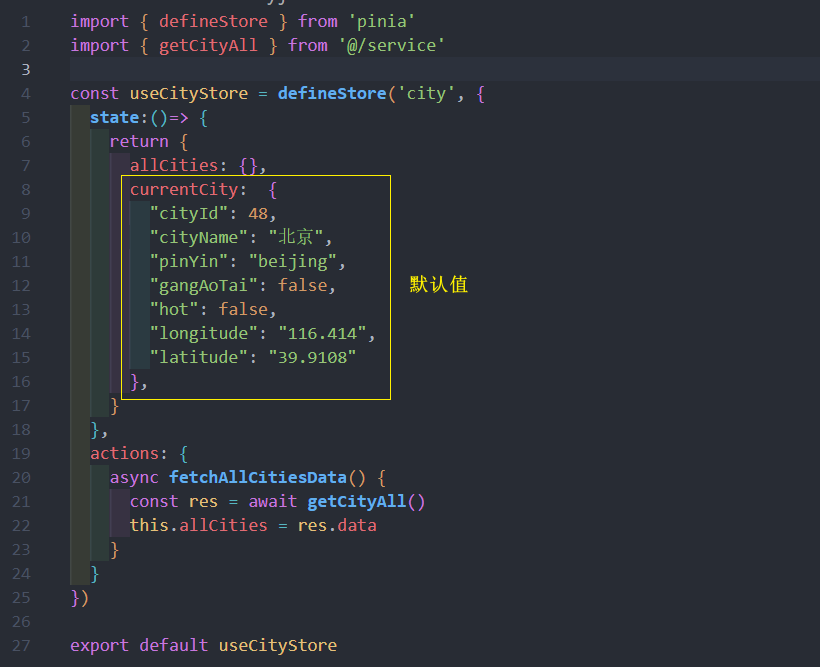 1 import { defineStore } from 'pinia'
2 import { getCityAll } from '@/service'
3
4 const useCityStore = defineStore('city', {
5 state:()=> {
6 return {
7 allCities: {},
8 currentCity:  {
9 "cityId": 48,
10 "cityName": "北京",
11 "pinYin": "beijing",
12 "gangAoTai": false,
默认值
13 "hot": false,
14 "longitude": "116.414",
15 "latitude": "39.9108"
16 },
17 }
18 },
19 actions: {
20 async fetchAllCitiesData() {
21 const res = await getCityAll()
22 this.allCities = res.data
23 }
24 }
25 })
26
27 export default useCityStore